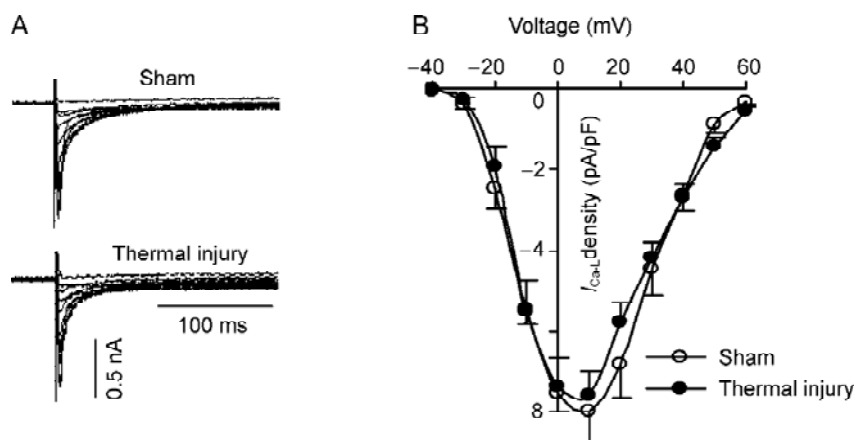 A
Sham
Thermal injury
100 ms
0.5 nA
B
Voltage (mV)
−40 −20 0 20 40 60
0
−2
−4
8
I Ca-L density (pA/pF)
Sham
Thermal injury